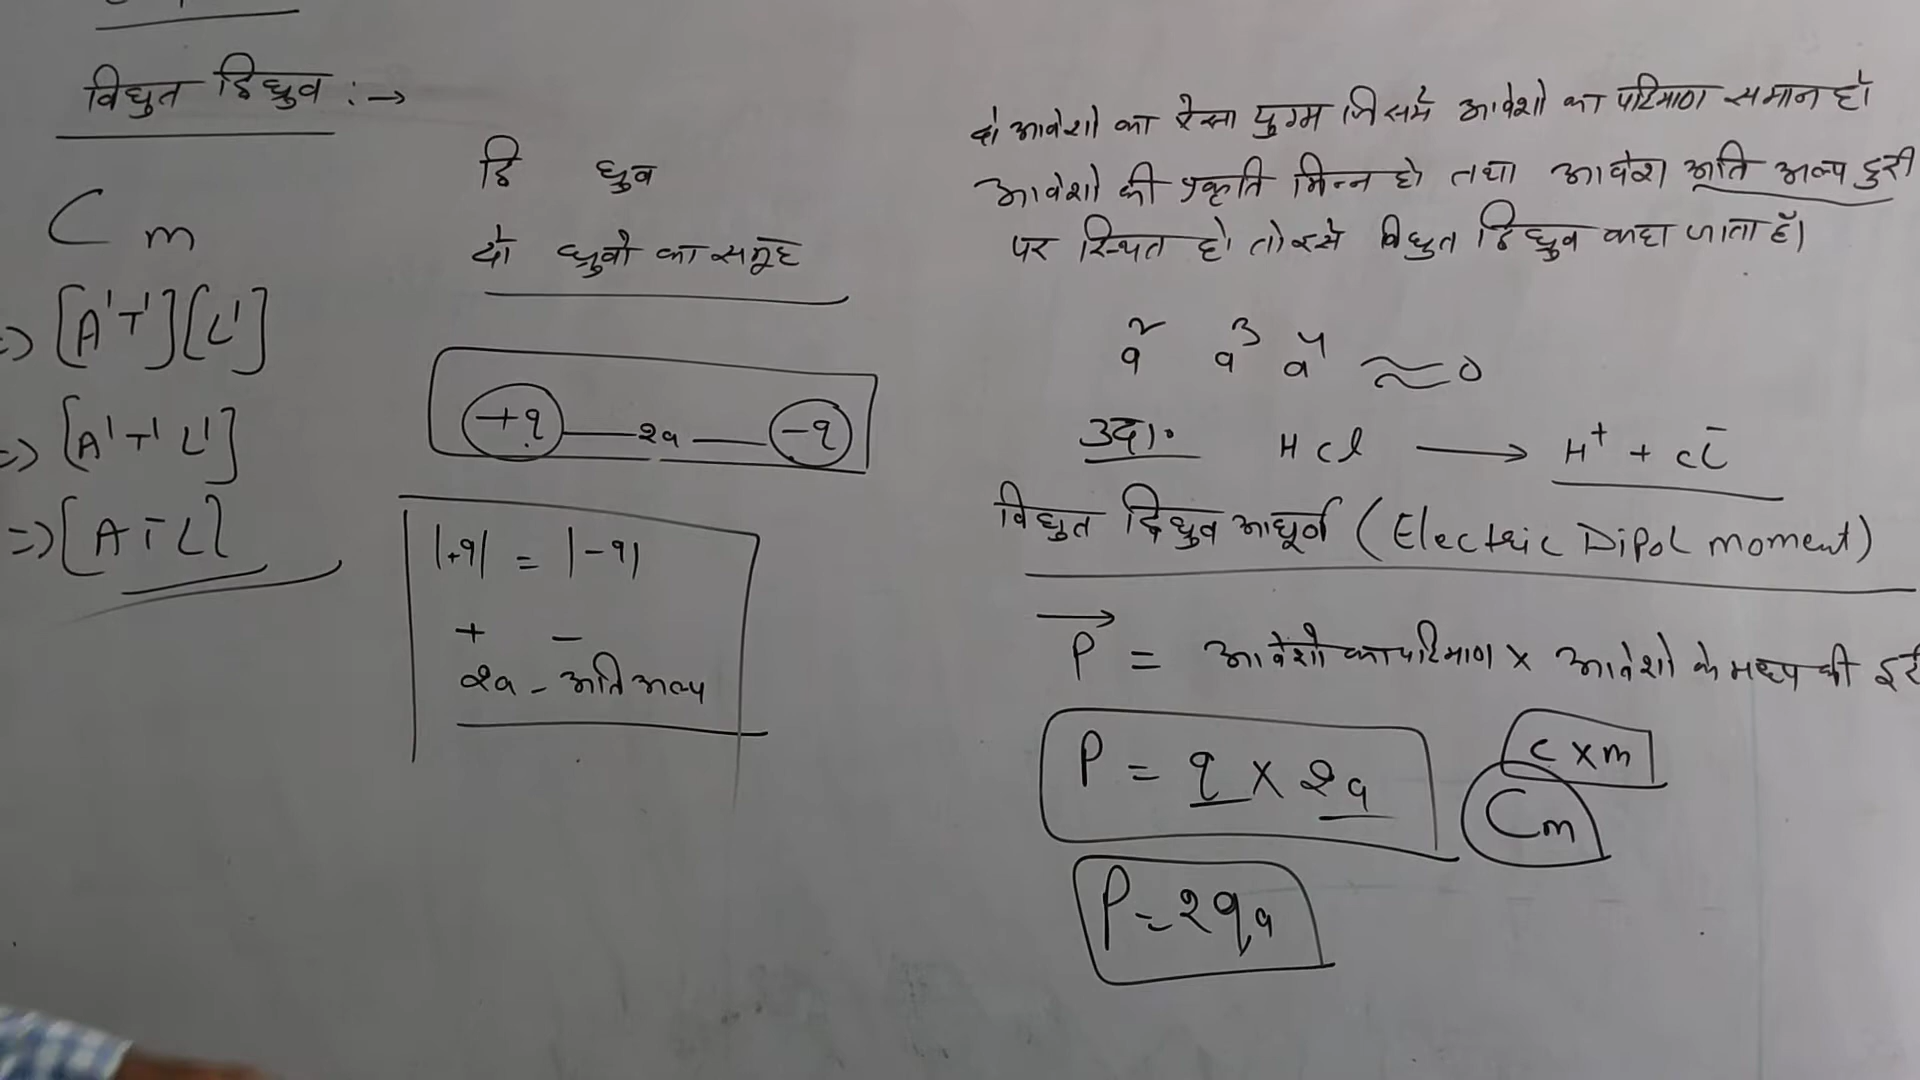 विद्युत द्विध्रुव :→
Cm
⇒ [A¹T¹][L¹]
⇒ [A¹T¹L¹]
⇒ [ATL]
द्वि ध्रुव
दो ध्रुवों का समूह
+q — 2a — -q
|+q| = |-q|
+ -
2a - अति अल्प
दो आवेशो का ऐसा युग्म जिसमें आवेशो का परिमाण समान हो
आवेशो की प्रकृति भिन्न हो तथा आवेश अति अल्प दुरी
पर स्थित हो तो इसे विद्युत द्विध्रुव कहा जाता हैं।
a² a³ a⁴ ≈ 0
उदा. HCl → H⁺ + Cl⁻
विद्युत द्विध्रुव आघूर्ण (Electric Dipol moment)
P⃗ = आवेशों का परिमाण × आवेशो के मध्य की
P = q × 2a
C × m
Cm
P = 2qa